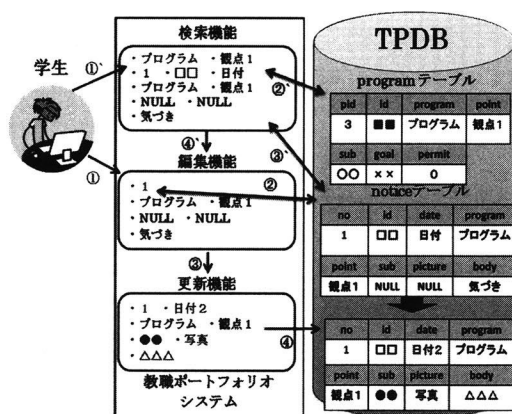 検索機能
・プログラム ・観点1
・1 ・□□ ・日付
・プログラム ・観点1
・NULL ・NULL
・気づき
学生
①`
①
②`
③`
④`
編集機能
・1
・プログラム ・観点1
・NULL ・NULL
・気づき
②
③
更新機能
・1 ・日付2
・プログラム ・観点1
・●● ・写真
・△△△
④
教職ポートフォリオ
システム
TPDB
programテーブル
pid id program point
3 ■■ プログラム 観点1
sub goal permit
○○ ×× 0
noticeテーブル
no id date program
1 □□ 日付 プログラム
point sub picture body
観点1 NULL NULL 気づき
no id date program
1 □□ 日付2 プログラム
point sub picture body
観点1 ●● 写真 △△△